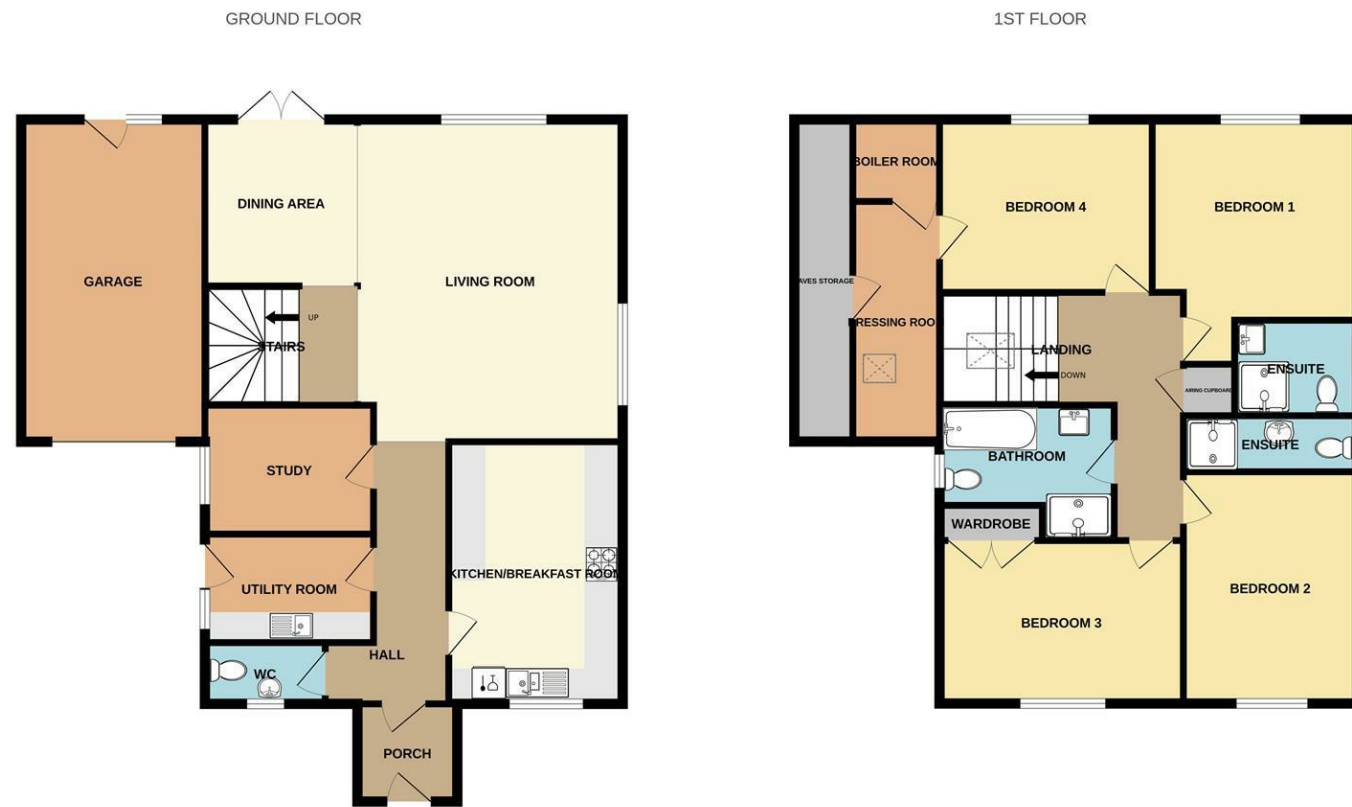 GROUND FLOOR
1ST FLOOR
DINING AREA
GARAGE
LIVING ROOM
UP
STAIRS
STUDY
KITCHEN/BREAKFAST ROOM
UTILITY ROOM
HALL
WC
PORCH
BOILER ROOM
BEDROOM 4
BEDROOM 1
AVES STORAGE
DRESSING ROOM
LANDING
DOWN
ENSUITE
AIRING CUPBOARD
ENSUITE
BATHROOM
WARDROBE
BEDROOM 2
BEDROOM 3